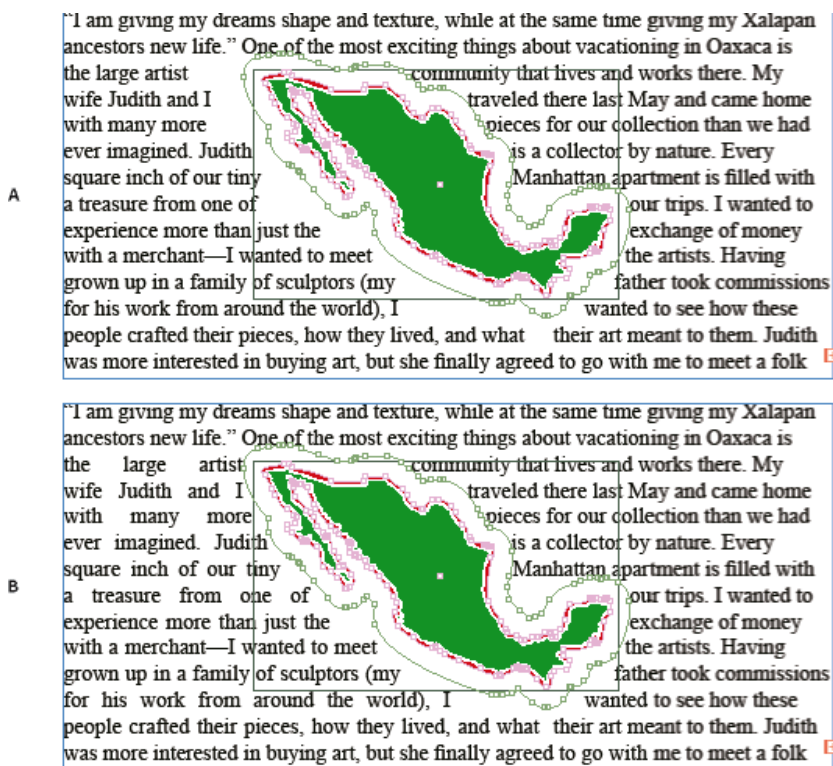 “I am giving my dreams shape and texture, while at the same time giving my Xalapan
ancestors new life.” One of the most exciting things about vacationing in Oaxaca is
the large artist community that lives and works there. My
wife Judith and I traveled there last May and came home
with many more pieces for our collection than we had
ever imagined. Judith is a collector by nature. Every
square inch of our tiny Manhattan apartment is filled with
A
a treasure from one of our trips. I wanted to
experience more than just the exchange of money
with a merchant—I wanted to meet the artists. Having
grown up in a family of sculptors (my father took commissions
for his work from around the world), I wanted to see how these
people crafted their pieces, how they lived, and what their art meant to them. Judith
was more interested in buying art, but she finally agreed to go with me to meet a folk
“I am giving my dreams shape and texture, while at the same time giving my Xalapan
ancestors new life.” One of the most exciting things about vacationing in Oaxaca is
the large artist community that lives and works there. My
wife Judith and I traveled there last May and came home
with many more pieces for our collection than we had
ever imagined. Judith is a collector by nature. Every
square inch of our tiny Manhattan apartment is filled with
B
a treasure from one of our trips. I wanted to
experience more than just the exchange of money
with a merchant—I wanted to meet the artists. Having
grown up in a family of sculptors (my father took commissions
for his work from around the world), I wanted to see how these
people crafted their pieces, how they lived, and what their art meant to them. Judith
was more interested in buying art, but she finally agreed to go with me to meet a folk